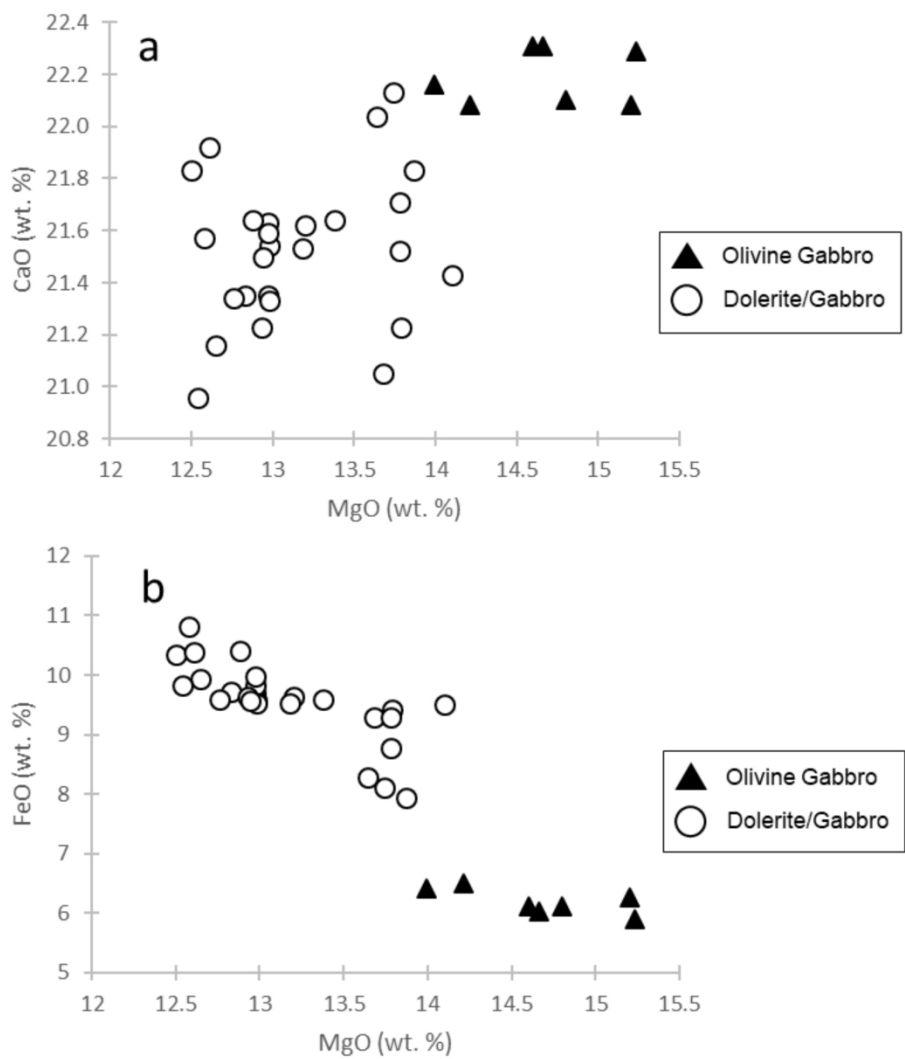 a
22.4
22.2
22.0
21.8
21.6
21.4
21.2
21.0
20.8
CaO (wt. %)
12 12.5 13 13.5 14 14.5 15 15.5
MgO (wt. %)
Olivine Gabbro
Dolerite/Gabbro
b
12
11
10
9
8
7
6
5
FeO (wt. %)
12 12.5 13 13.5 14 14.5 15 15.5
MgO (wt. %)
Olivine Gabbro
Dolerite/Gabbro